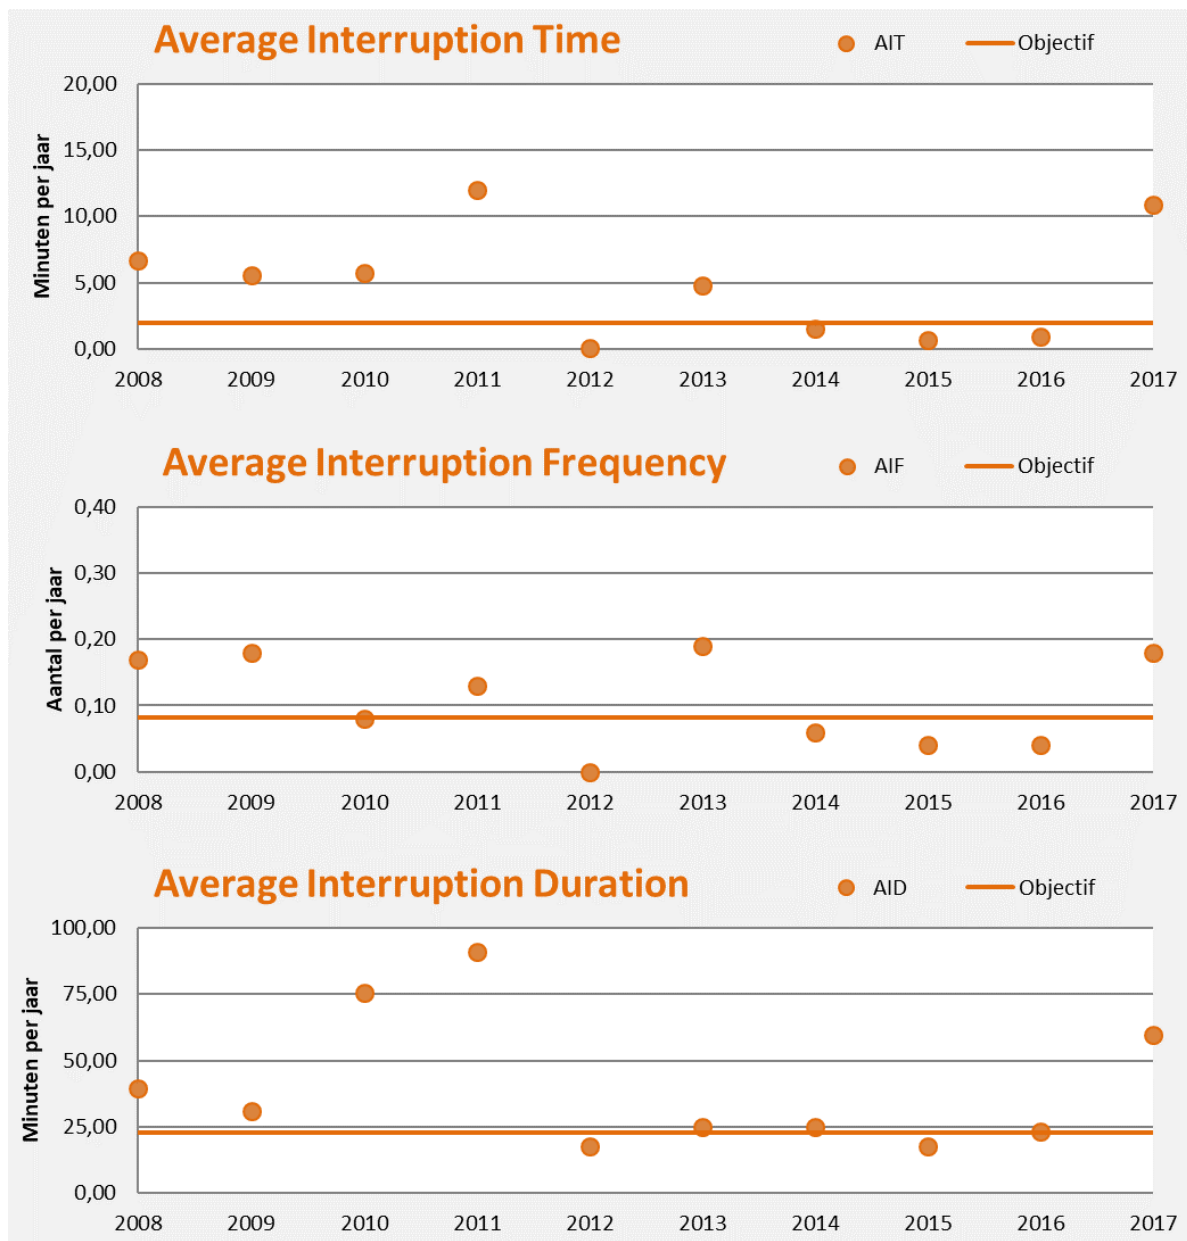 Average Interruption Time
AIT
Objectif
Minuten per jaar
20,00
15,00
10,00
5,00
0,00
2008 2009 2010 2011 2012 2013 2014 2015 2016 2017
Average Interruption Frequency
AIF
Objectif
Aantal per jaar
0,40
0,30
0,20
0,10
0,00
2008 2009 2010 2011 2012 2013 2014 2015 2016 2017
Average Interruption Duration
AID
Objectif
Minuten per jaar
100,00
75,00
50,00
25,00
0,00
2008 2009 2010 2011 2012 2013 2014 2015 2016 2017